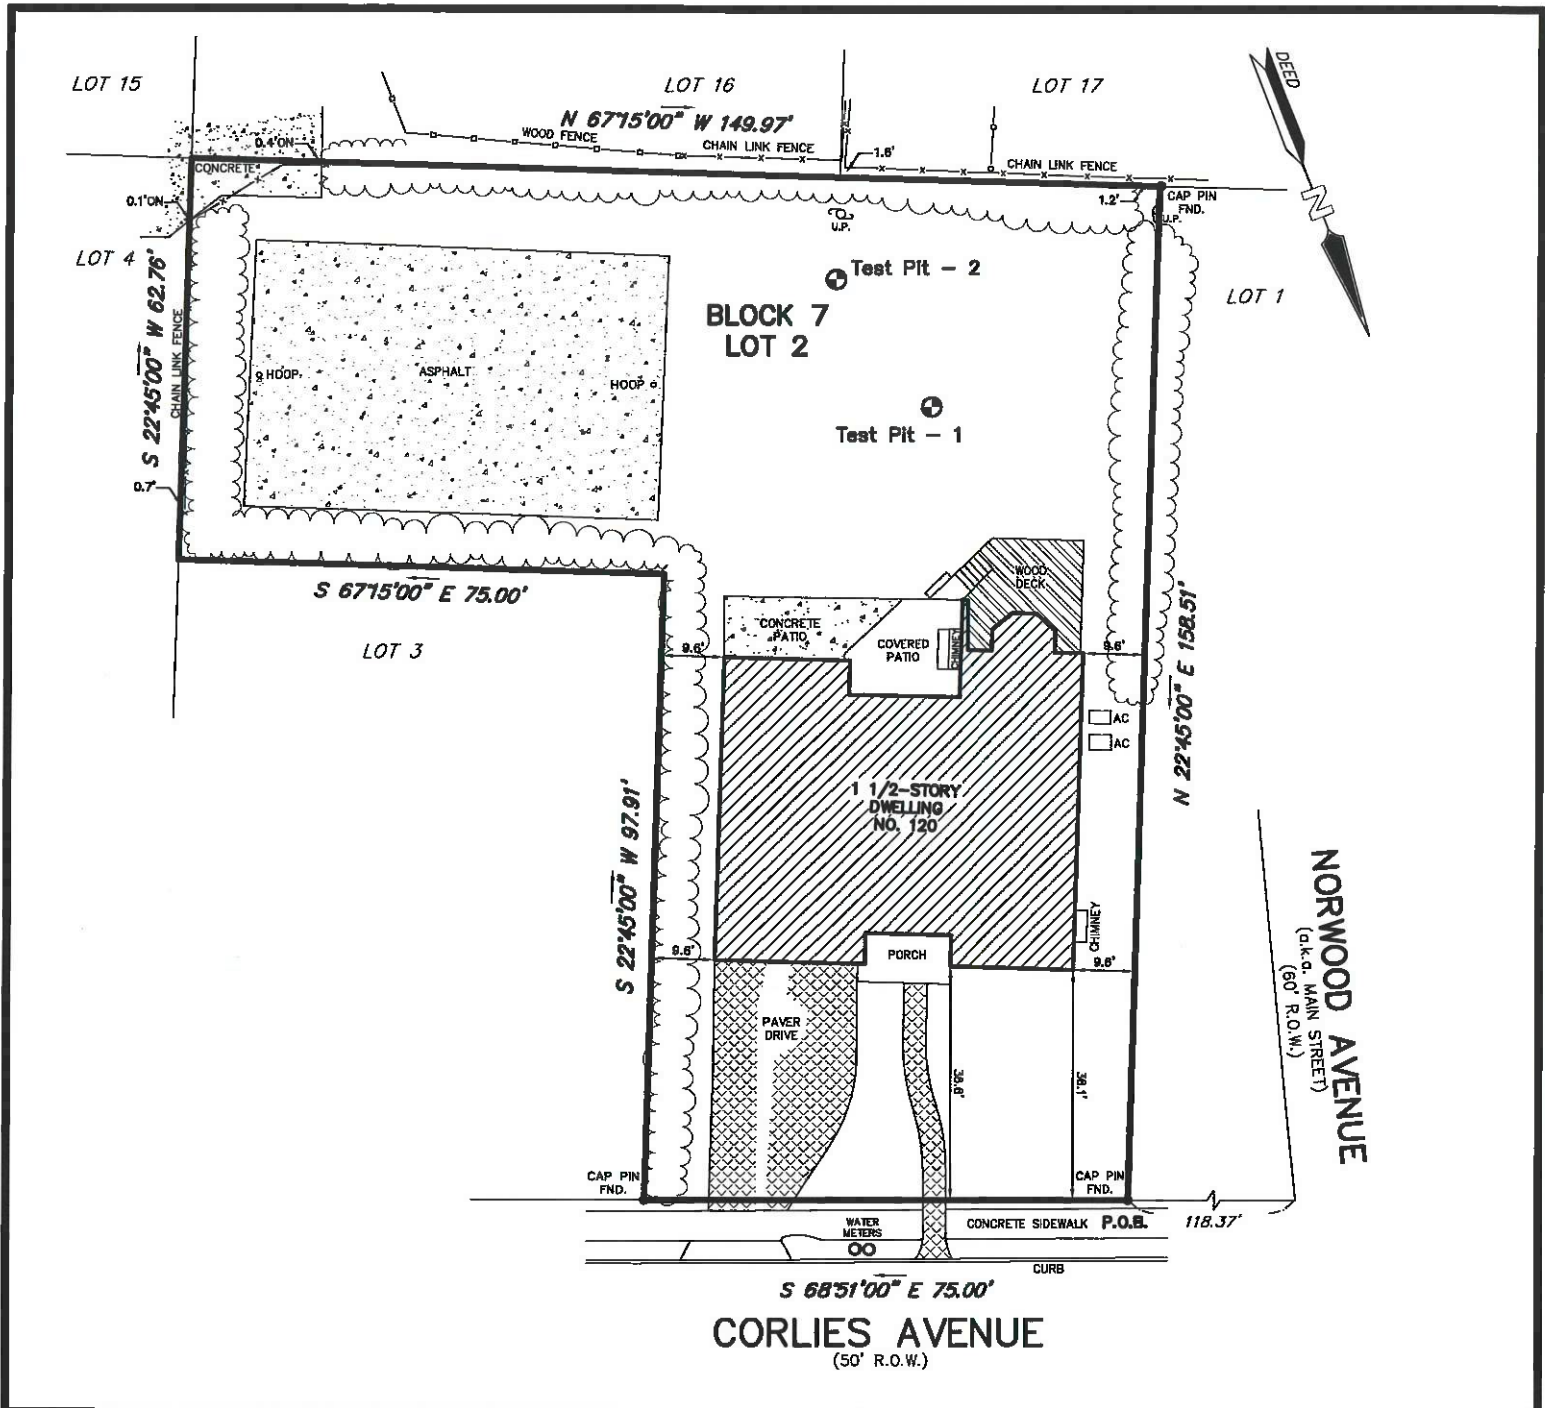 LOT 15
LOT 16
LOT 17
DEED
N
N 67°15'00" W 149.97'
WOOD FENCE
CHAIN LINK FENCE
CHAIN LINK FENCE
0.4'ON
CONCRETE
1.6'
1.2'
CAP PIN
FND.
U.P.
U.P.
0.1'ON
LOT 4
LOT 1
S 22°45'00" W 62.76'
CHAIN LINK FENCE
0.7'
Test Pit - 2
BLOCK 7
LOT 2
HOOP
ASPHALT
HOOP
Test Pit - 1
S 67°15'00" E 75.00'
LOT 3
WOOD
DECK
CONCRETE
PATIO
COVERED
PATIO
CHIMNEY
9.6'
9.6'
N 22°45'00" E 158.51'
AC
AC
1 1/2-STORY
DWELLING
NO. 120
S 22°45'00" W 97.91'
CHIMNEY
PORCH
9.6'
9.6'
PAVER
DRIVE
38.1'
NORWOOD AVENUE
(a.k.a. MAIN STREET)
(60' R.O.W.)
CAP PIN
FND.
CAP PIN
FND.
WATER
METERS
CONCRETE SIDEWALK
P.O.B.
118.37'
CURB
S 68°51'00" E 75.00'
CORLIES AVENUE
(50' R.O.W.)